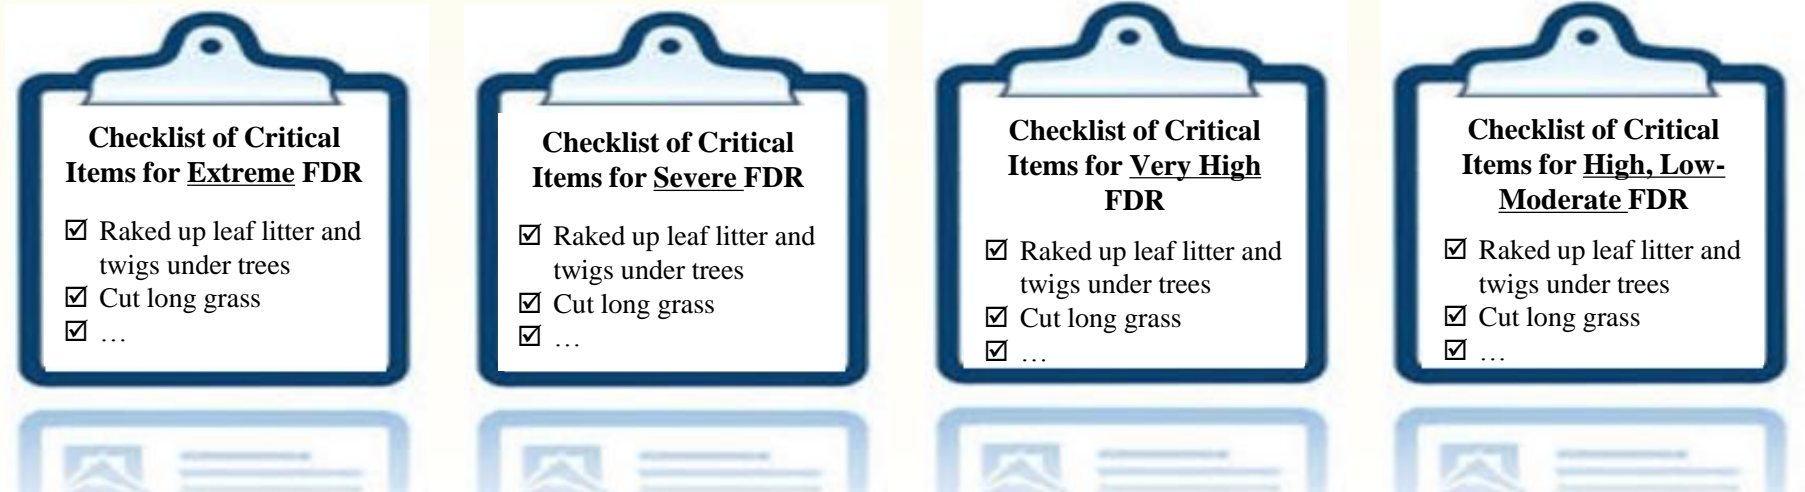 Checklist of Critical
Items for Extreme FDR
☑ Raked up leaf litter and
twigs under trees
☑ Cut long grass
☑ …
Checklist of Critical
Items for Severe FDR
☑ Raked up leaf litter and
twigs under trees
☑ Cut long grass
☑ …
Checklist of Critical
Items for Very High
FDR
☑ Raked up leaf litter and
twigs under trees
☑ Cut long grass
☑ …
Checklist of Critical
Items for High, Low-
Moderate FDR
☑ Raked up leaf litter and
twigs under trees
☑ Cut long grass
☑ …